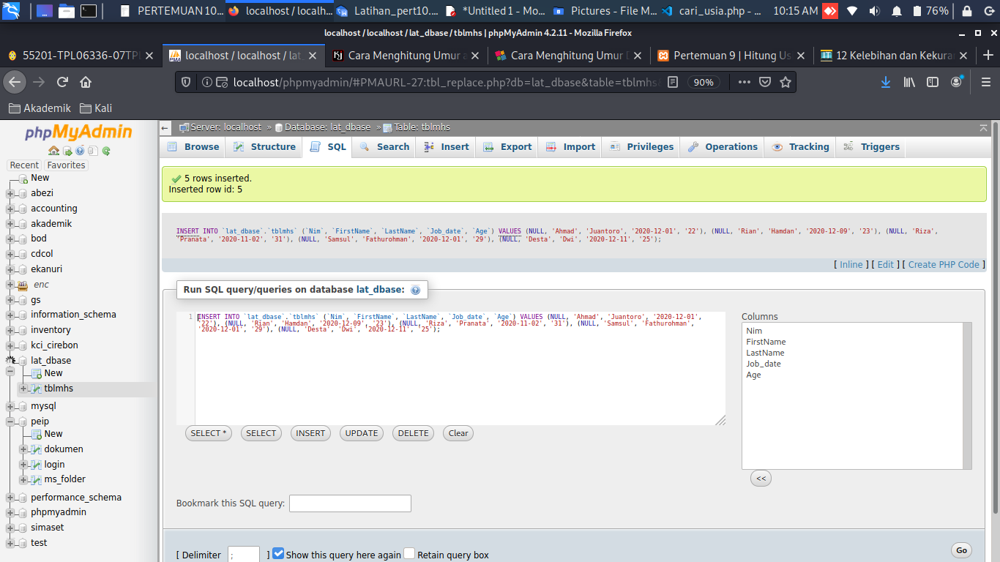 PERTEMUAN 10...
localhost / localh...
Latihan_pert10....
*Untitled 1 - Mo...
Pictures - File M...
cari_usia.php - ...
10:15 AM
76%
localhost / localhost / lat_dbase / tblmhs | phpMyAdmin 4.2.11 - Mozilla Firefox
55201-TPL06336-07TPL
localhost / localhost / lat
Cara Menghitung Umur a
Cara Menghitung Umur D
Pertemuan 9 | Hitung Us
12 Kelebihan dan Kekura
localhost/phpmyadmin/#PMAURL-27:tbl_replace.php?db=lat_dbase&table=tblmhs&
90%
Akademik
Kali
phpMyAdmin
Recent
Favorites
New
abezi
accounting
akademik
bod
cdcol
ekanuri
enc
gs
information_schema
inventory
kci_cirebon
lat_dbase
New
tblmhs
mysql
peip
New
dokumen
login
ms_folder
performance_schema
phpmyadmin
simaset
test
Server: localhost » Database: lat_dbase » Table: tblmhs
Browse
Structure
SQL
Search
Insert
Export
Import
Privileges
Operations
Tracking
Triggers
5 rows inserted.
Inserted row id: 5
INSERT INTO `lat_dbase`.`tblmhs` (`Nim`, `FirstName`, `LastName`, `Job_date`, `Age`) VALUES (NULL, 'Ahmad', 'Juantoro', '2020-12-01', '22'), (NULL, 'Rian', 'Hamdan', '2020-12-09', '23'), (NULL, 'Riza',
'Pranata', '2020-11-02', '31'), (NULL, 'Samsul', 'Fathurohman', '2020-12-01', '29'), (NULL, 'Desta', 'Dwi', '2020-12-11', '25');
[ Inline ] [ Edit ] [ Create PHP Code ]
Run SQL query/queries on database lat_dbase:
1
INSERT INTO `lat_dbase`.`tblmhs` (`Nim`, `FirstName`, `LastName`, `Job_date`, `Age`) VALUES (NULL, 'Ahmad', 'Juantoro', '2020-12-01',
'22'), (NULL, 'Rian', 'Hamdan', '2020-12-09', '23'), (NULL, 'Riza', 'Pranata', '2020-11-02', '31'), (NULL, 'Samsul', 'Fathurohman',
'2020-12-01', '29'), (NULL, 'Desta', 'Dwi', '2020-12-11', '25');
Columns
Nim
FirstName
LastName
Job_date
Age
SELECT *
SELECT
INSERT
UPDATE
DELETE
Clear
<<
Bookmark this SQL query:
[ Delimiter ; ] Show this query here again Retain query box
Go